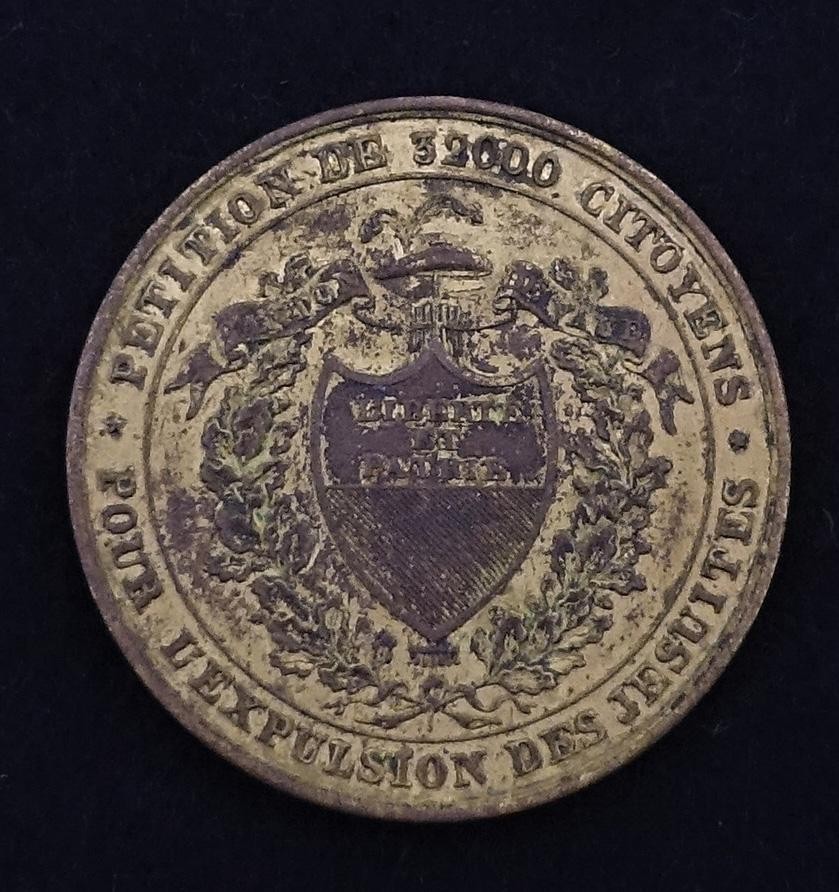 PETITION DE 32000 CITOYENS
POUR L'EXPULSION DES JESUITES
LIBERTE
ET
PATRIE